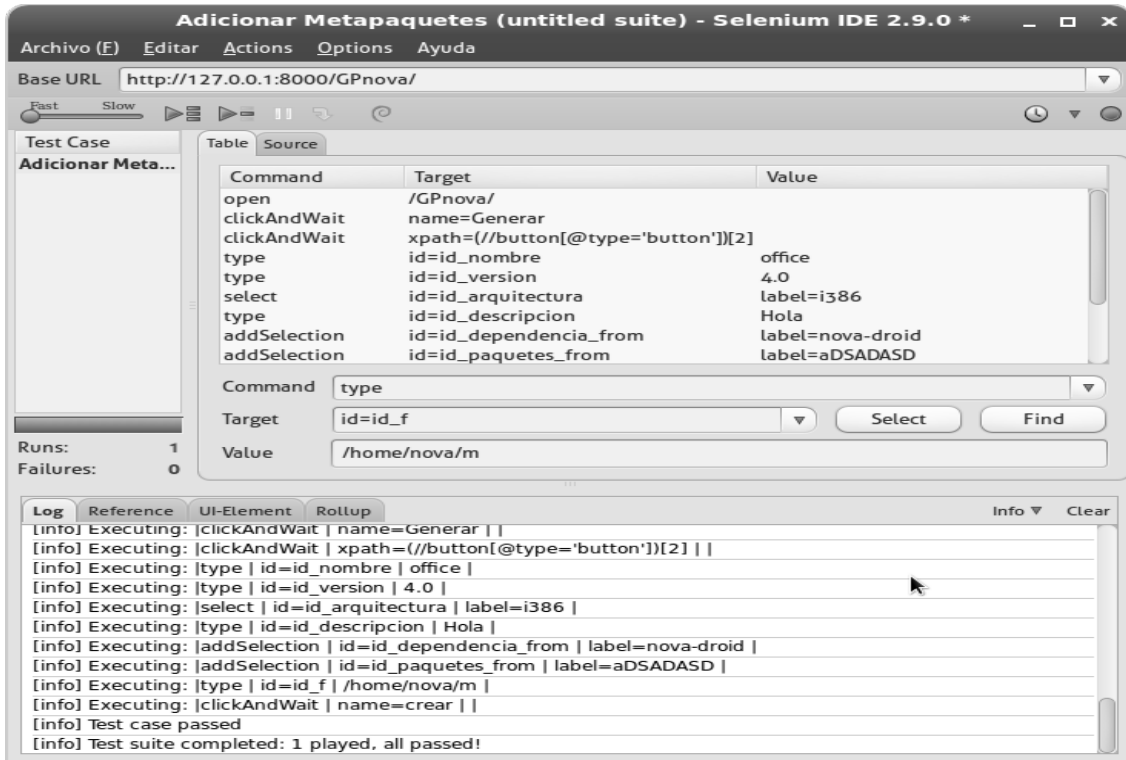 Adicionar Metapaquetes (untitled suite) - Selenium IDE 2.9.0 *
Archivo (F) Editar Actions Options Ayuda
Base URL http://127.0.0.1:8000/GPnova/
Fast Slow
Test Case
Adicionar Meta...
Table Source
Command Target Value
open /GPnova/
clickAndWait name=Generar
clickAndWait xpath=(//button[@type='button'])[2]
type id=id_nombre office
type id=id_version 4.0
select id=id_arquitectura label=i386
type id=id_descripcion Hola
addSelection id=id_dependencia_from label=nova-droid
addSelection id=id_paquetes_from label=aDSADASD
Command type
Target id=id_f Select Find
Value /home/nova/m
Runs: 1
Failures: 0
Log Reference UI-Element Rollup Info Clear
[info] Executing: |clickAndWait | name=Generar | |
[info] Executing: |clickAndWait | xpath=(//button[@type='button'])[2] | |
[info] Executing: |type | id=id_nombre | office |
[info] Executing: |type | id=id_version | 4.0 |
[info] Executing: |select | id=id_arquitectura | label=i386 |
[info] Executing: |type | id=id_descripcion | Hola |
[info] Executing: |addSelection | id=id_dependencia_from | label=nova-droid |
[info] Executing: |addSelection | id=id_paquetes_from | label=aDSADASD |
[info] Executing: |type | id=id_f | /home/nova/m |
[info] Executing: |clickAndWait | name=crear | |
[info] Test case passed
[info] Test suite completed: 1 played, all passed!